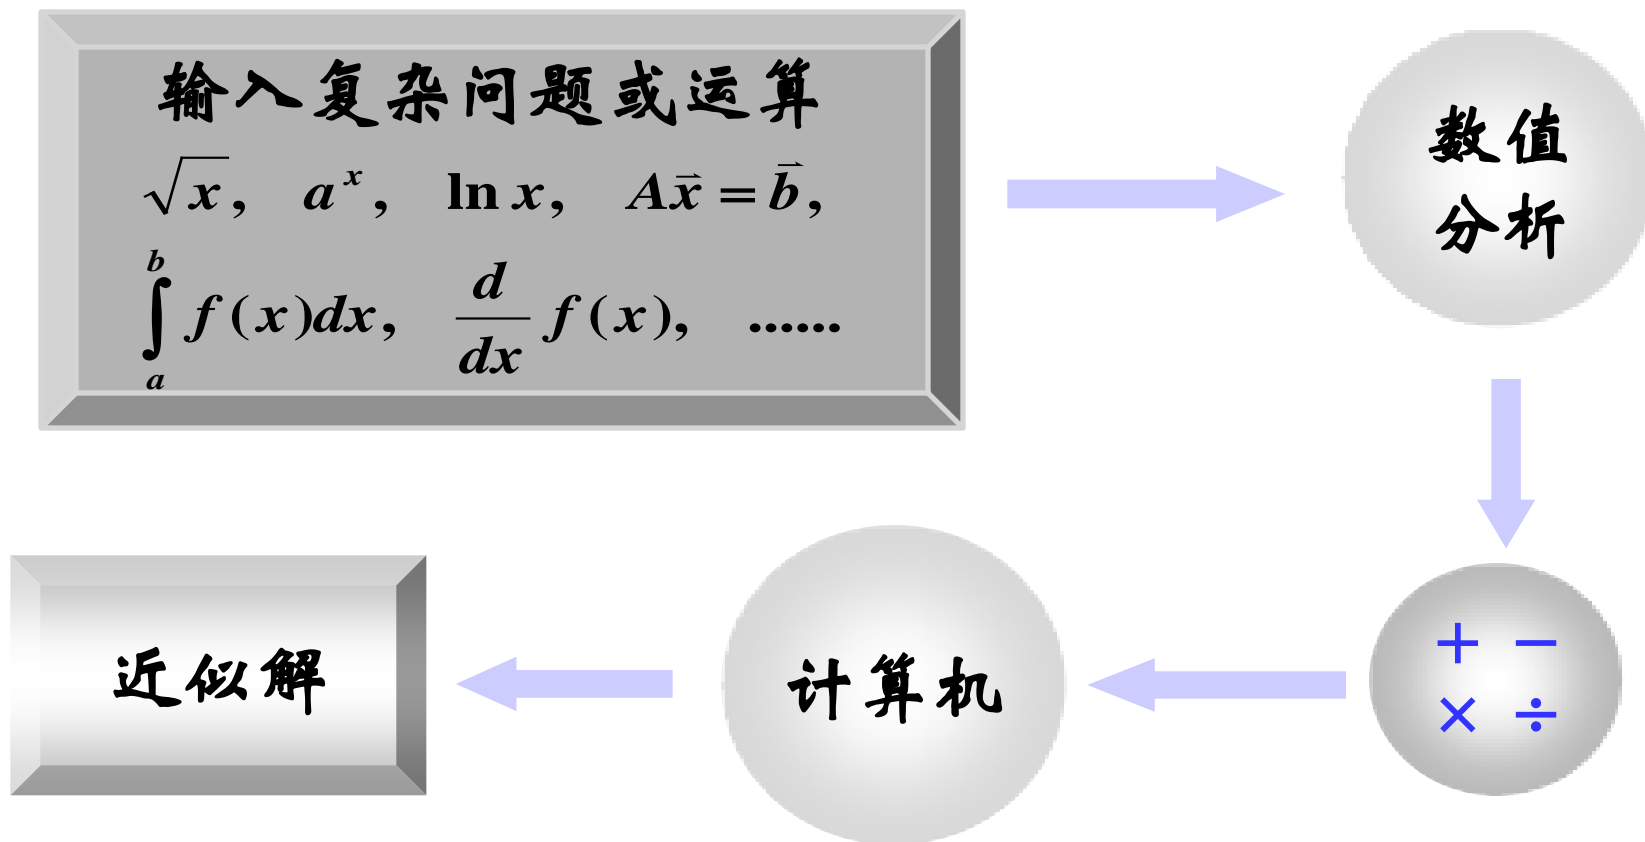 输入复杂问题或运算
√x, a^x, ln x, Ax⃗ = b⃗,
∫_a^b f(x)dx, d/dx f(x), ......
数值
分析
+ −
× ÷
计算机
近似解